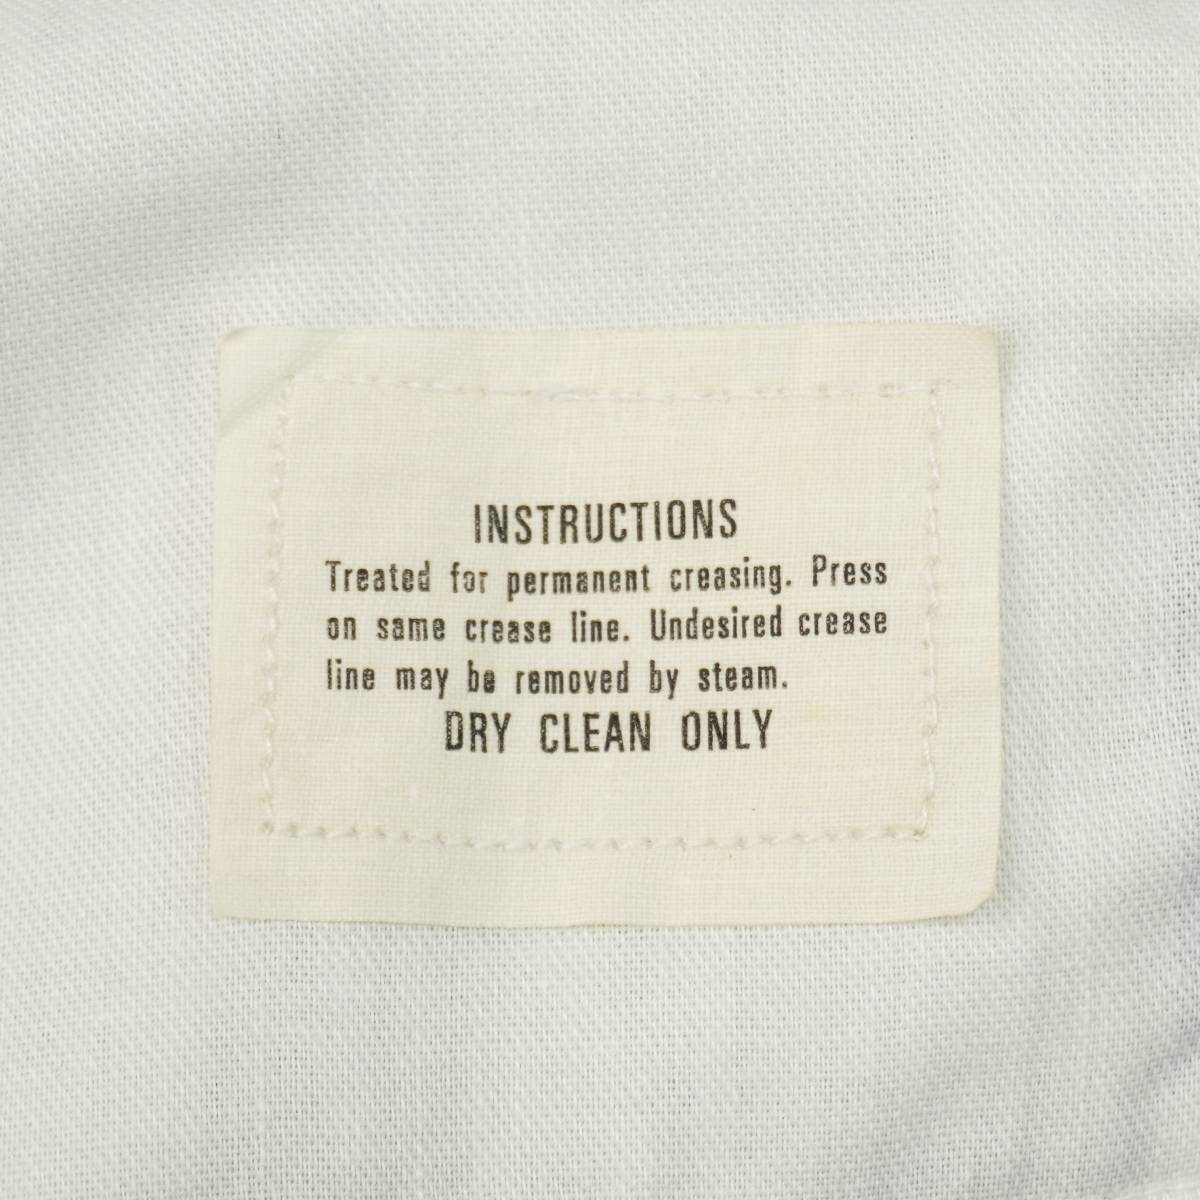 INSTRUCTIONS
Treated for permanent creasing. Press
on same crease line. Undesired crease
line may be removed by steam.
DRY CLEAN ONLY